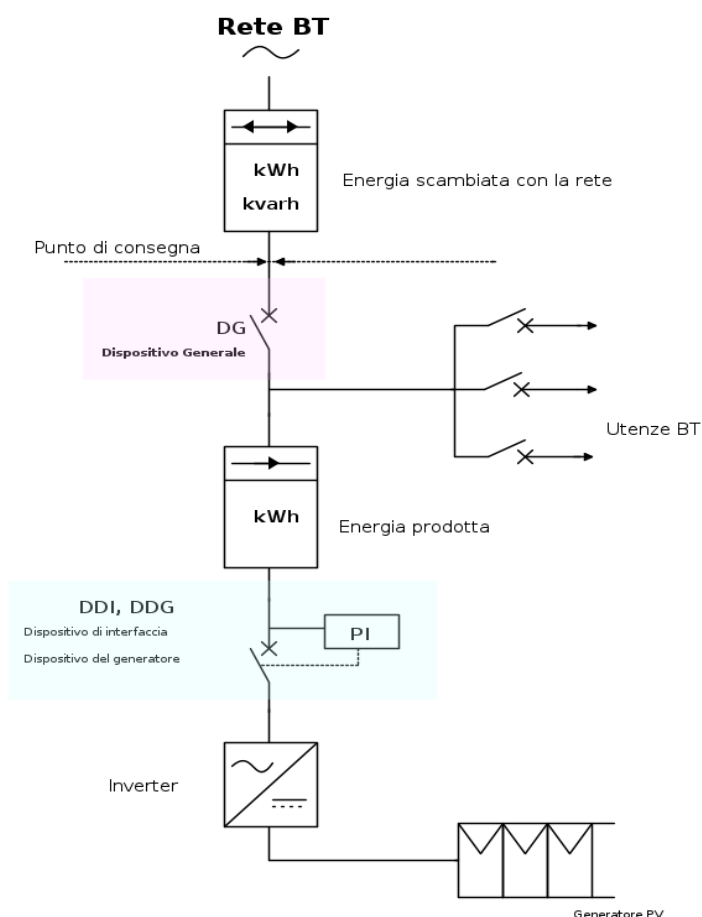 Rete BT
kWh
kvarh
Energia scambiata con la rete
Punto di consegna
DG
Dispositivo Generale
Utenze BT
kWh
Energia prodotta
DDI, DDG
Dispositivo di interfaccia
Dispositivo del generatore
PI
Inverter
Generatore PV